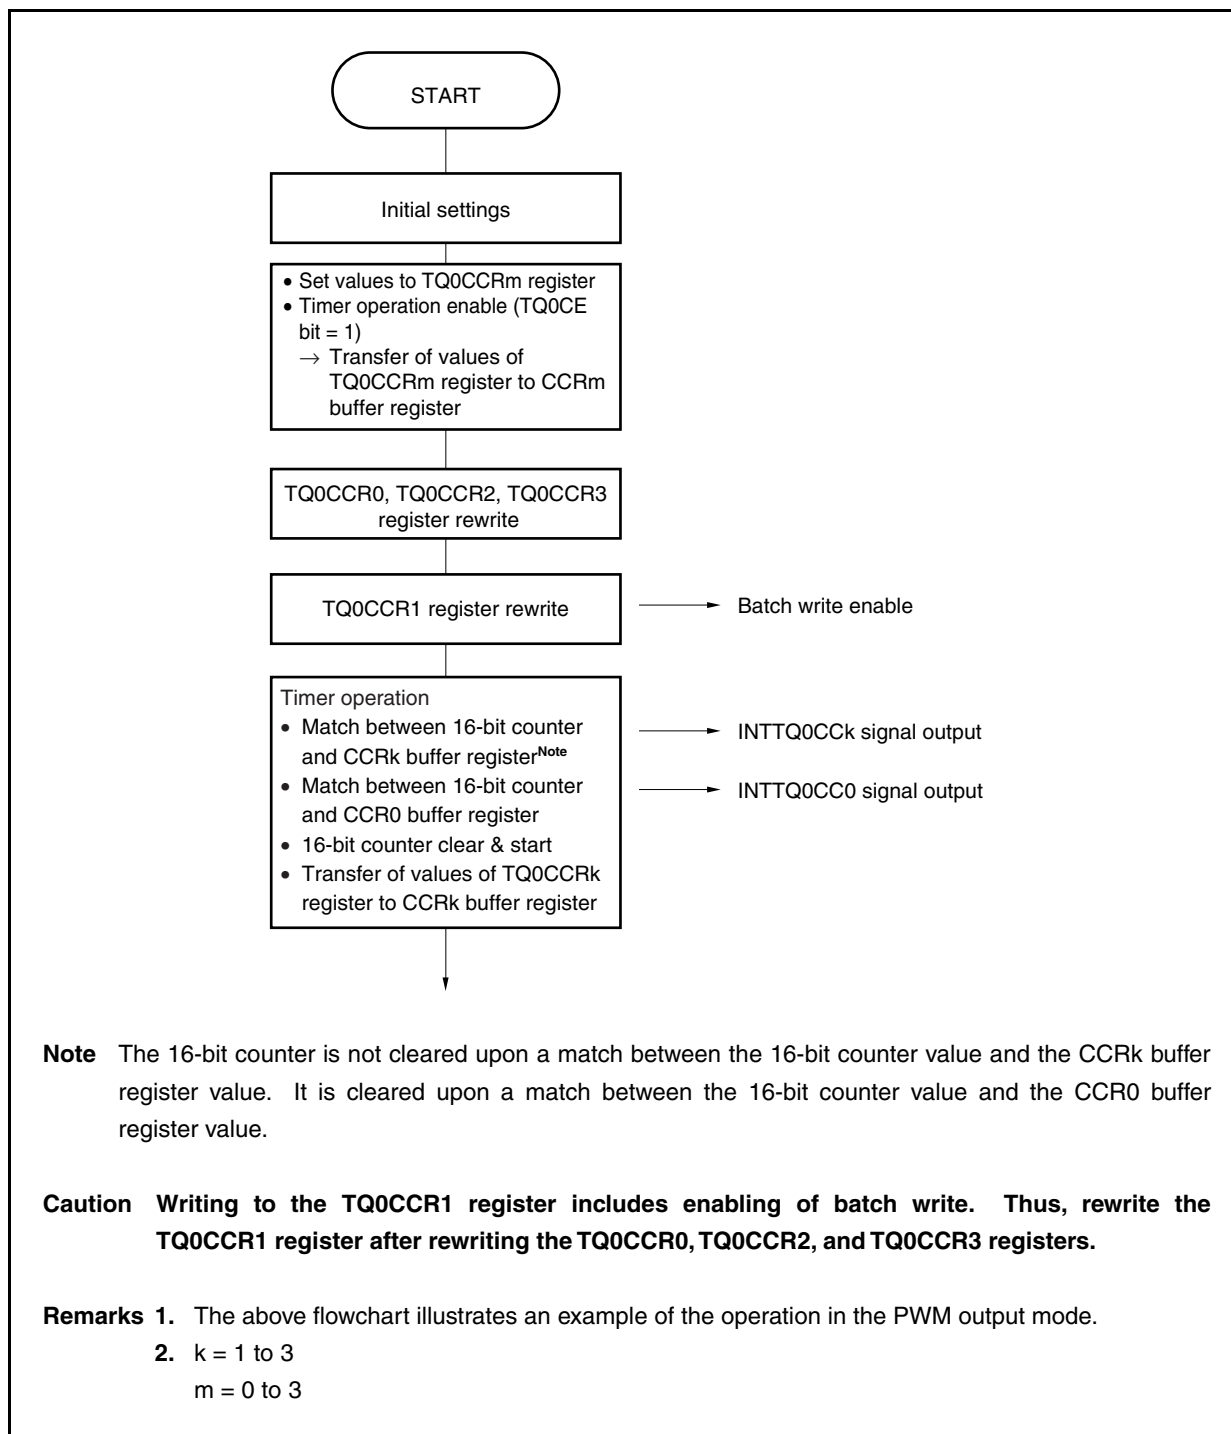 START
Initial settings
• Set values to TQ0CCRm register
• Timer operation enable (TQ0CE
bit = 1)
→ Transfer of values of
TQ0CCRm register to CCRm
buffer register
TQ0CCR0, TQ0CCR2, TQ0CCR3
register rewrite
TQ0CCR1 register rewrite
Batch write enable
Timer operation
• Match between 16-bit counter
and CCRk buffer registerNote
INTTQ0CCk signal output
• Match between 16-bit counter
and CCR0 buffer register
INTTQ0CC0 signal output
• 16-bit counter clear & start
• Transfer of values of TQ0CCRk
register to CCRk buffer register
Note The 16-bit counter is not cleared upon a match between the 16-bit counter value and the CCRk buffer
register value. It is cleared upon a match between the 16-bit counter value and the CCR0 buffer
register value.
Caution Writing to the TQ0CCR1 register includes enabling of batch write. Thus, rewrite the
TQ0CCR1 register after rewriting the TQ0CCR0, TQ0CCR2, and TQ0CCR3 registers.
Remarks 1. The above flowchart illustrates an example of the operation in the PWM output mode.
2. k = 1 to 3
m = 0 to 3